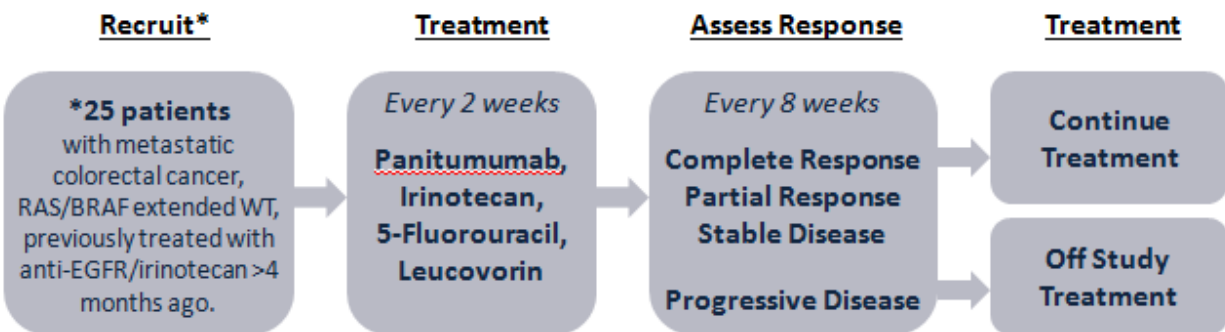 Recruit*
*25 patients
with metastatic
colorectal cancer,
RAS/BRAF extended WT,
previously treated with
anti-EGFR/irinotecan >4
months ago.
Treatment
Every 2 weeks
Panitumumab,
Irinotecan,
5-Fluorouracil,
Leucovorin
Assess Response
Every 8 weeks
Complete Response
Partial Response
Stable Disease
Progressive Disease
Treatment
Continue
Treatment
Off Study
Treatment